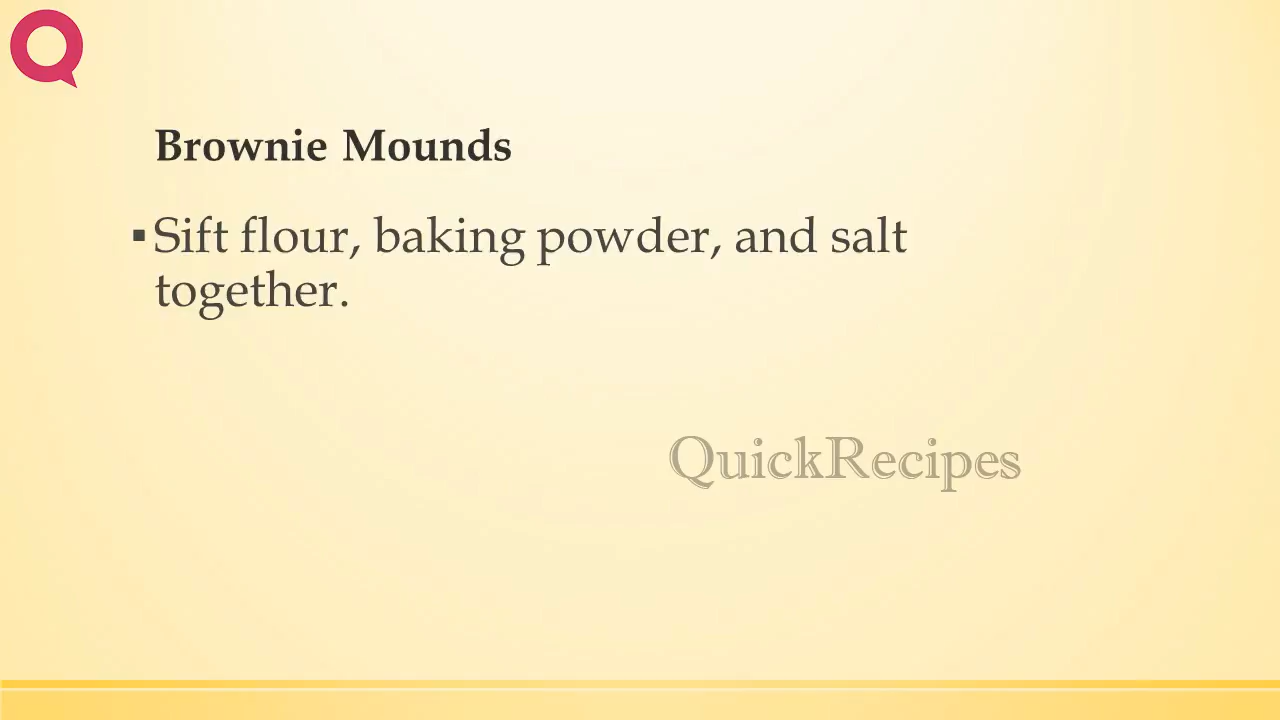 Brownie Mounds
▪Sift flour, baking powder, and salt
together.
QuickRecipes